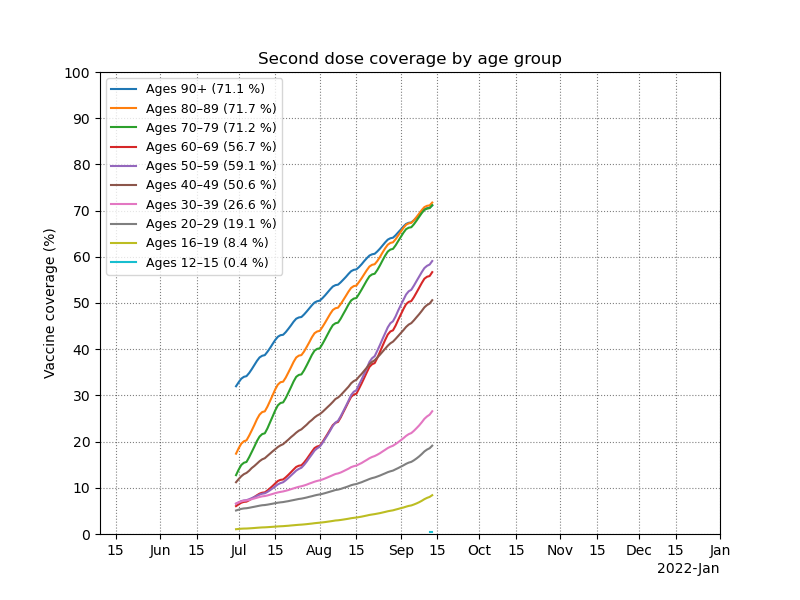 Second dose coverage by age group
Vaccine coverage (%)
100
90
80
70
60
50
40
30
20
10
0
Ages 90+ (71.1 %)
Ages 80–89 (71.7 %)
Ages 70–79 (71.2 %)
Ages 60–69 (56.7 %)
Ages 50–59 (59.1 %)
Ages 40–49 (50.6 %)
Ages 30–39 (26.6 %)
Ages 20–29 (19.1 %)
Ages 16–19 (8.4 %)
Ages 12–15 (0.4 %)
15 Jun 15 Jul 15 Aug 15 Sep 15 Oct 15 Nov 15 Dec 15 Jan
2022-Jan